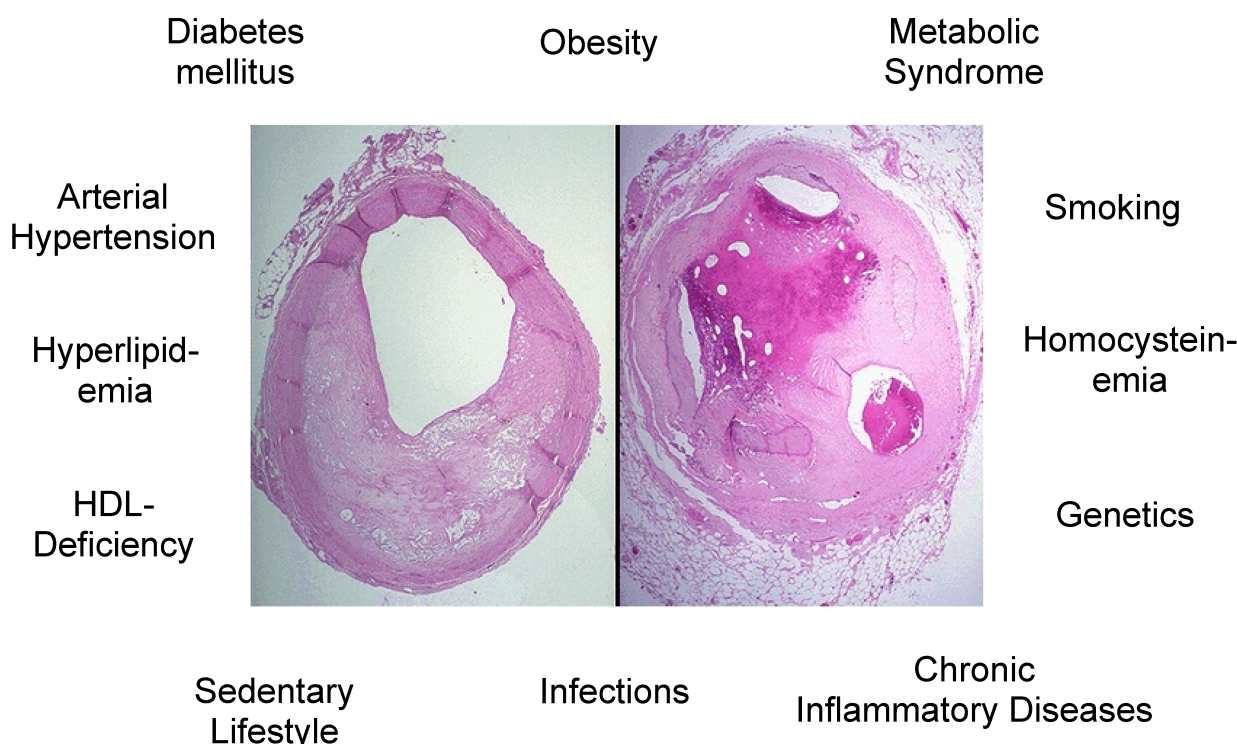 Diabetes
mellitus
Obesity
Metabolic
Syndrome
Arterial
Hypertension
Smoking
Hyperlipid-
emia
Homocystein-
emia
HDL-
Deficiency
Genetics
Sedentary
Lifestyle
Infections
Chronic
Inflammatory Diseases